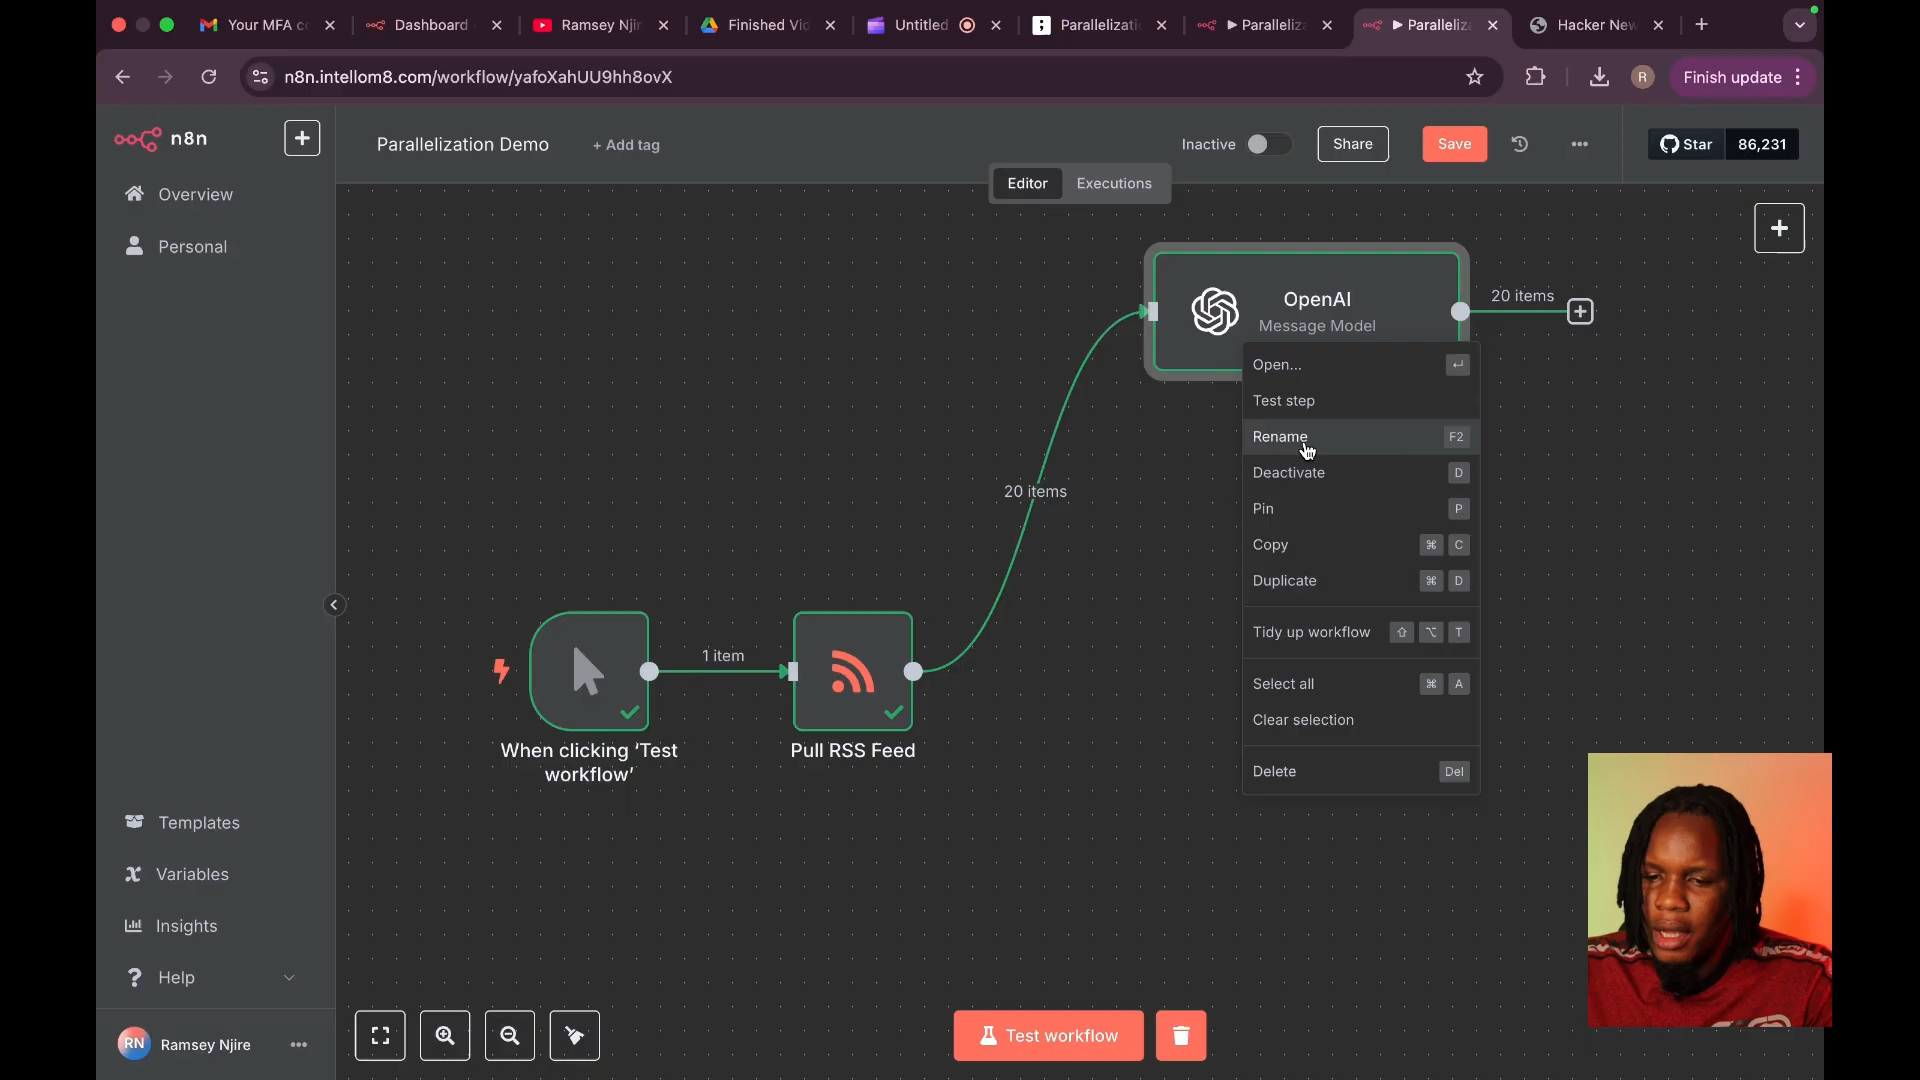 Your MFA c
Dashboard
Ramsey Njir
Finished Vic
Untitled
Parallelizati
▶ Paralleliza
▶ Paralleliz
Hacker New
n8n.intellom8.com/workflow/yafoXahUU9hh8ovX
R
Finish update
n8n
Parallelization Demo
+ Add tag
Inactive
Share
Save
Star
86,231
Editor
Executions
Overview
Personal
OpenAI
Message Model
20 items
Open...
Test step
Rename F2
Deactivate D
Pin P
Copy ⌘ C
Duplicate ⌘ D
Tidy up workflow ⇧ ⌥ T
Select all ⌘ A
Clear selection
Delete Del
20 items
1 item
When clicking ‘Test
workflow’
Pull RSS Feed
Templates
Variables
Insights
Help
RN
Ramsey Njire
Test workflow